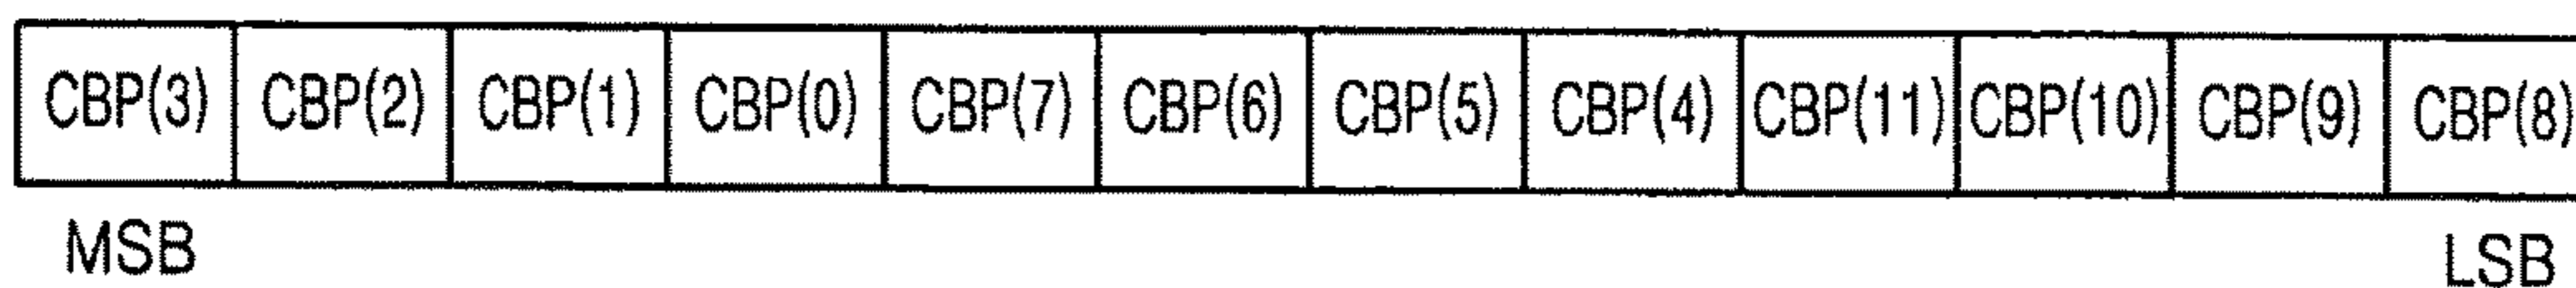 CBP(3) CBP(2) CBP(1) CBP(0) CBP(7) CBP(6) CBP(5) CBP(4) CBP(11) CBP(10) CBP(9) CBP(8)
MSB LSB